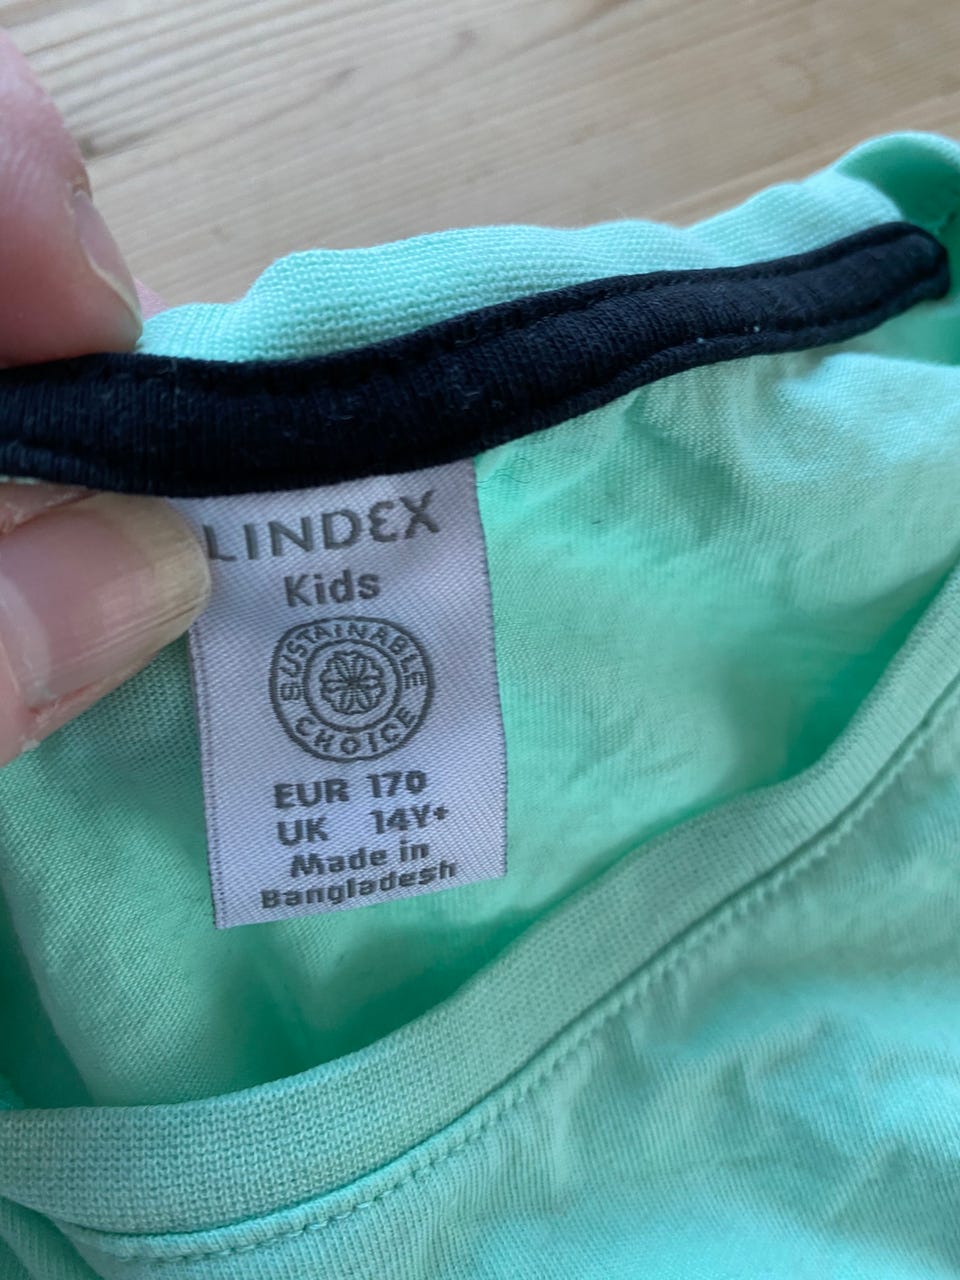 LINDEX
Kids
SUSTAINABLE
CHOICE
EUR 170
UK 14Y+
Made in
Bangladesh